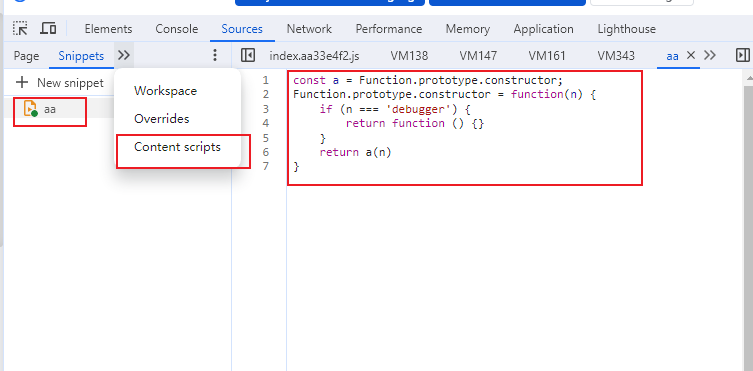 Elements Console Sources Network Performance Memory Application Lighthouse
Page Snippets index.aa33e4f2.js VM138 VM147 VM161 VM343 aa
New snippet
aa
Workspace
Overrides
Content scripts
1 const a = Function.prototype.constructor;
2 Function.prototype.constructor = function(n) {
3 if (n === 'debugger') {
4 return function () {}
5 }
6 return a(n)
7 }